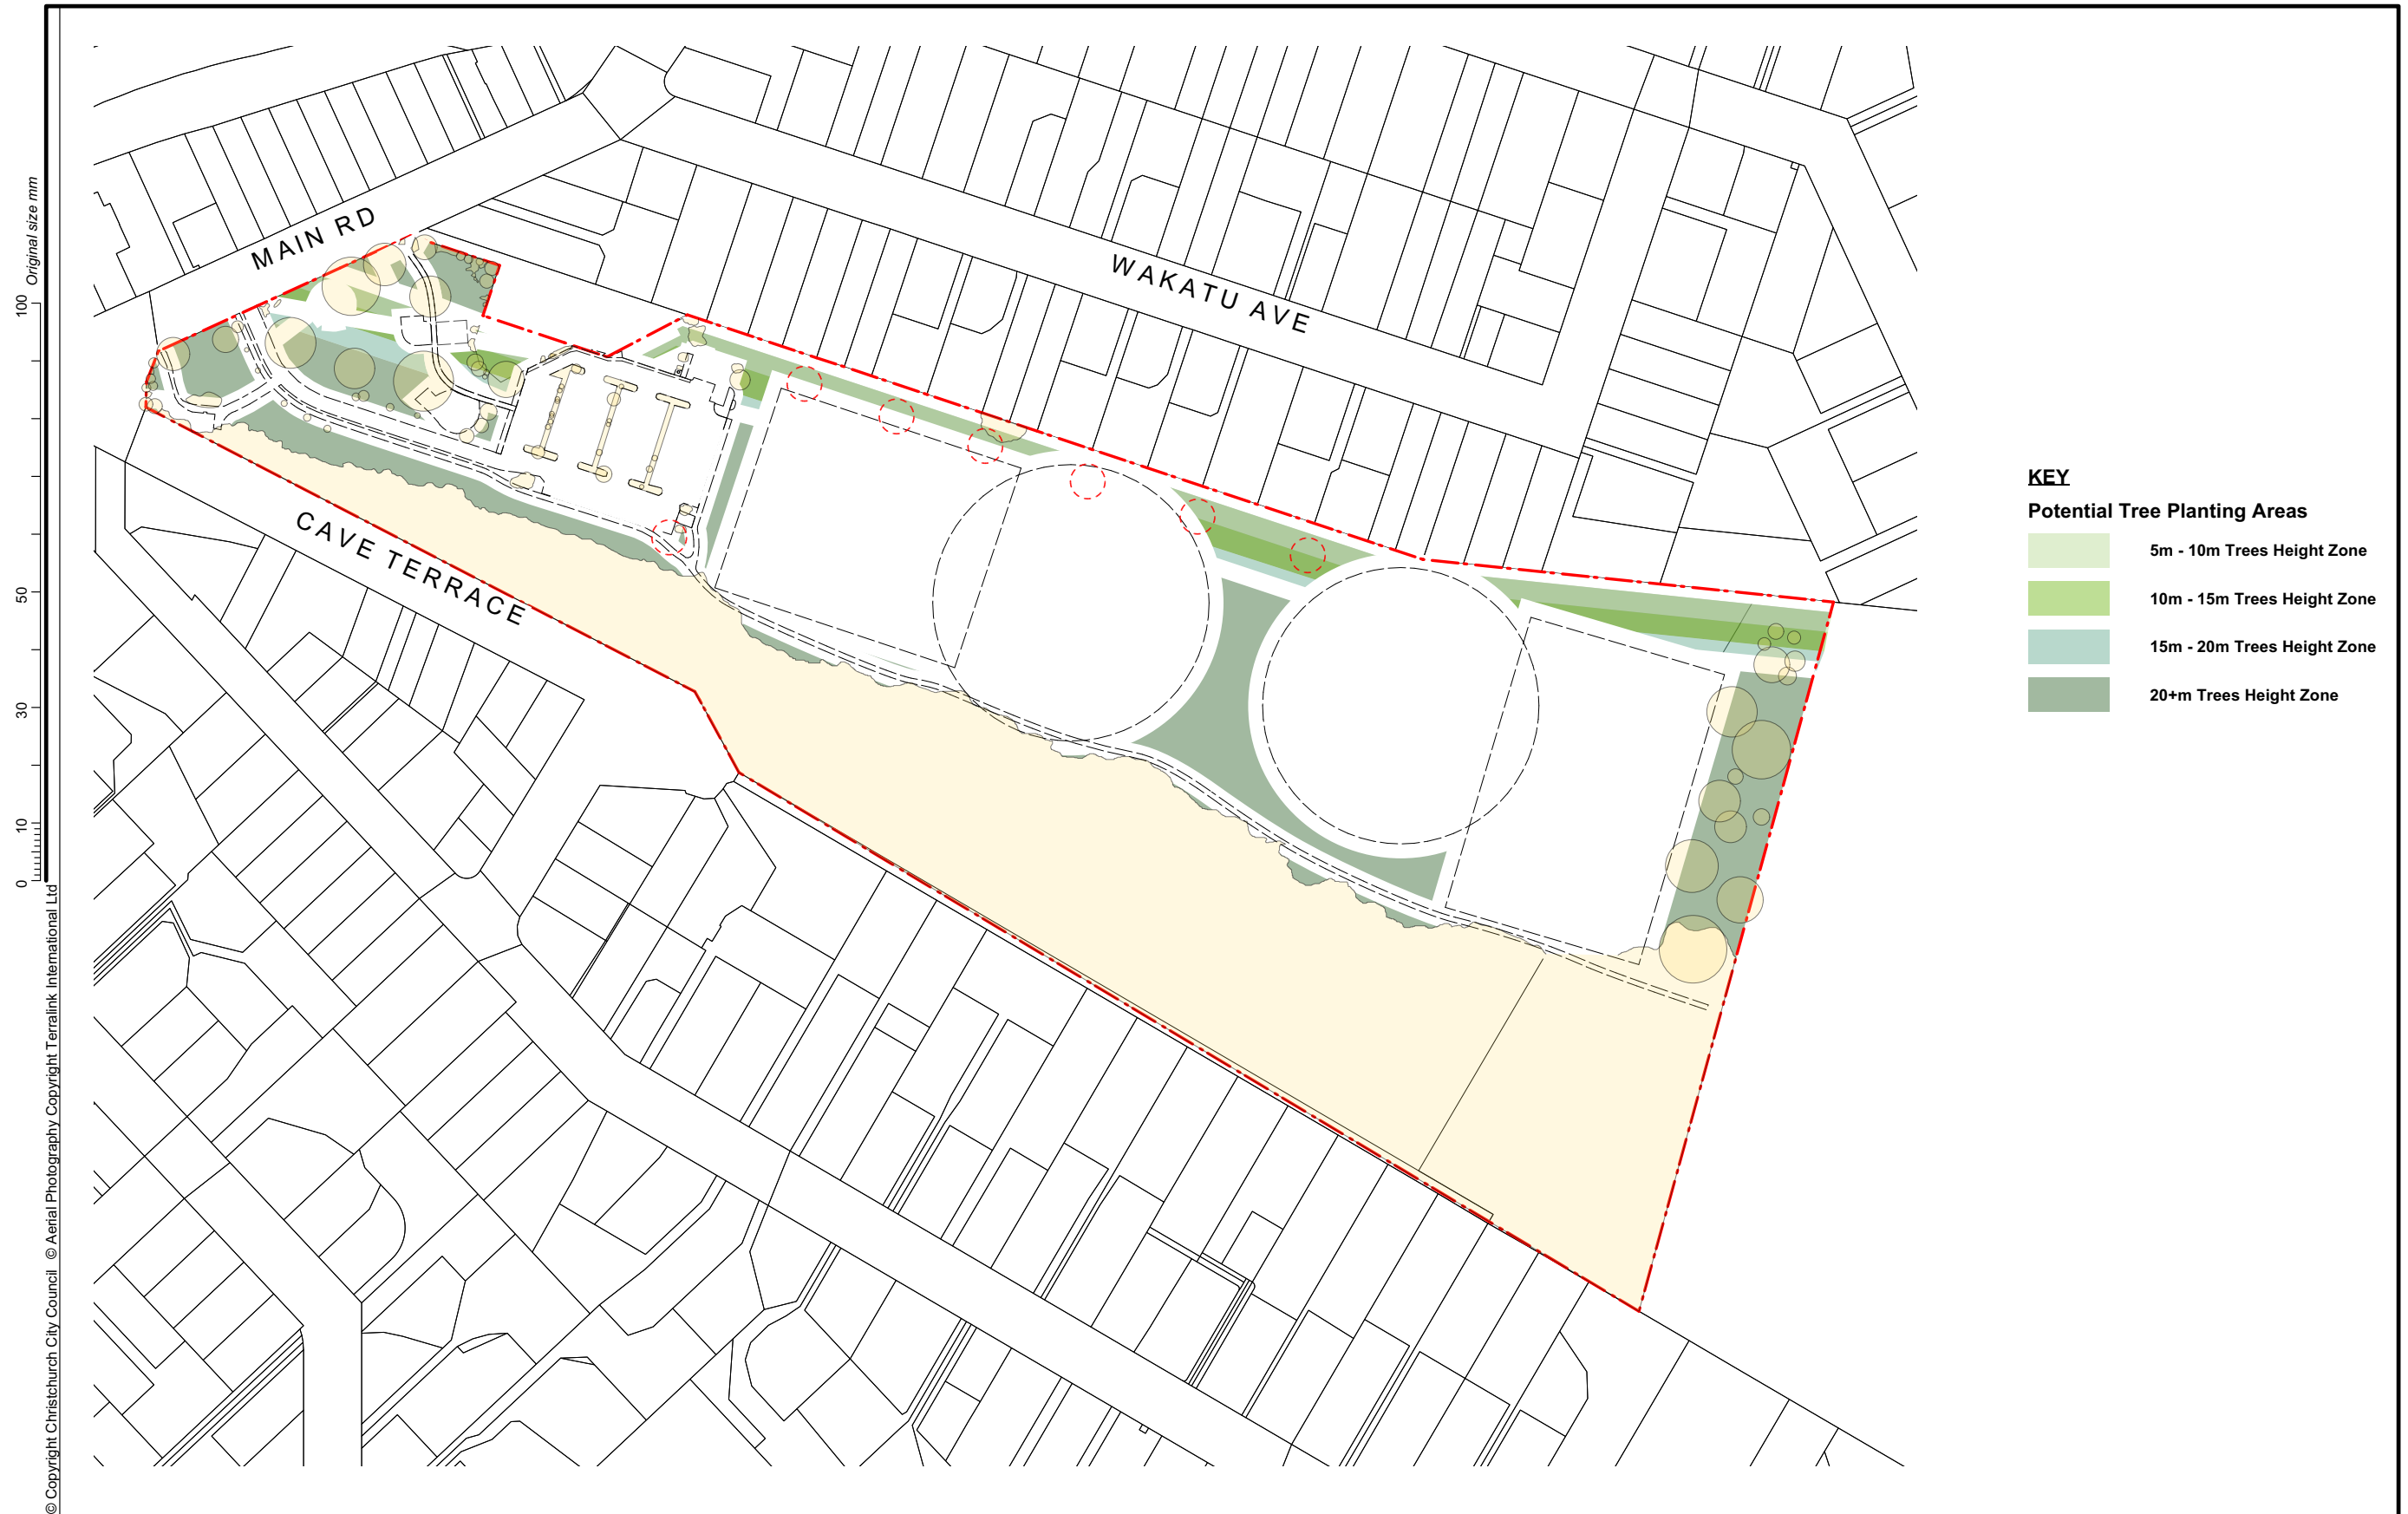 MAIN RD
WAKATU AVE
CAVE TERRACE
KEY
Potential Tree Planting Areas
5m - 10m Trees Height Zone
10m - 15m Trees Height Zone
15m - 20m Trees Height Zone
20+m Trees Height Zone
Original size mm
100
50
30
10
0
© Copyright Christchurch City Council © Aerial Photography Copyright Terralink International Ltd